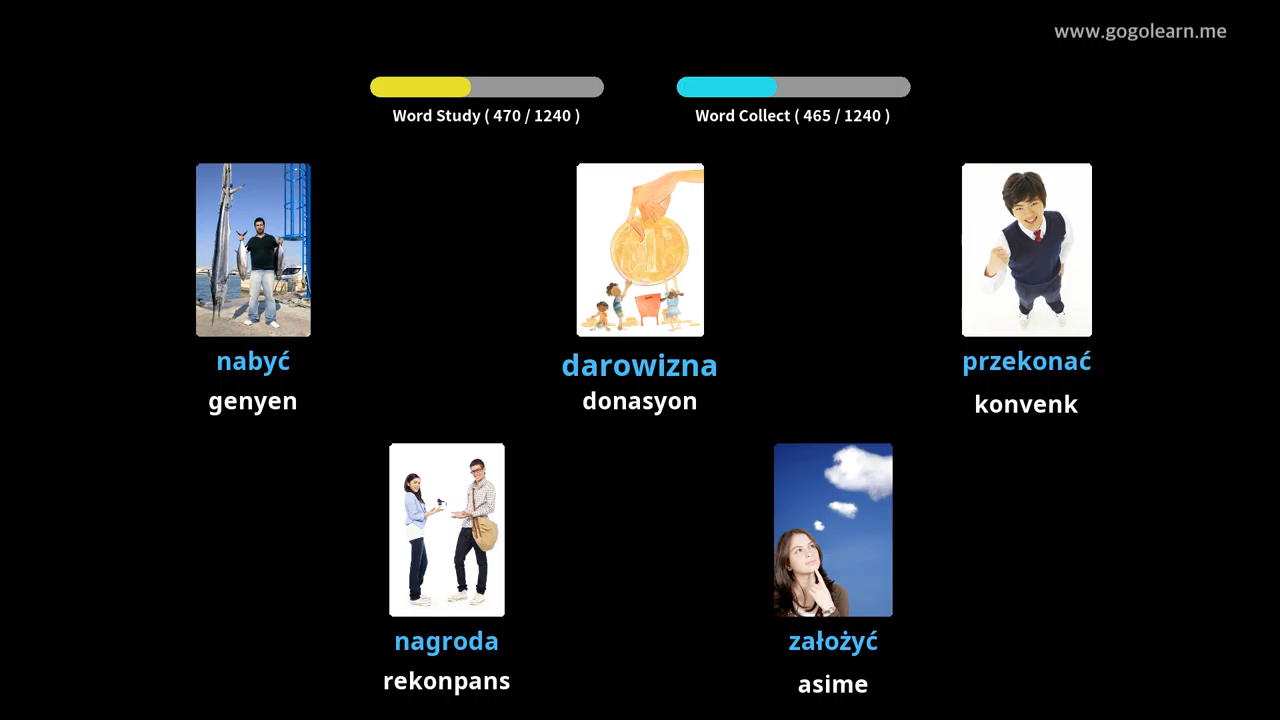 www.gogolearn.me
Word Study ( 470 / 1240 )
Word Collect ( 465 / 1240 )
nabyć
genyen
darowizna
donasyon
przekonać
konvenk
nagroda
rekonpans
założyć
asime